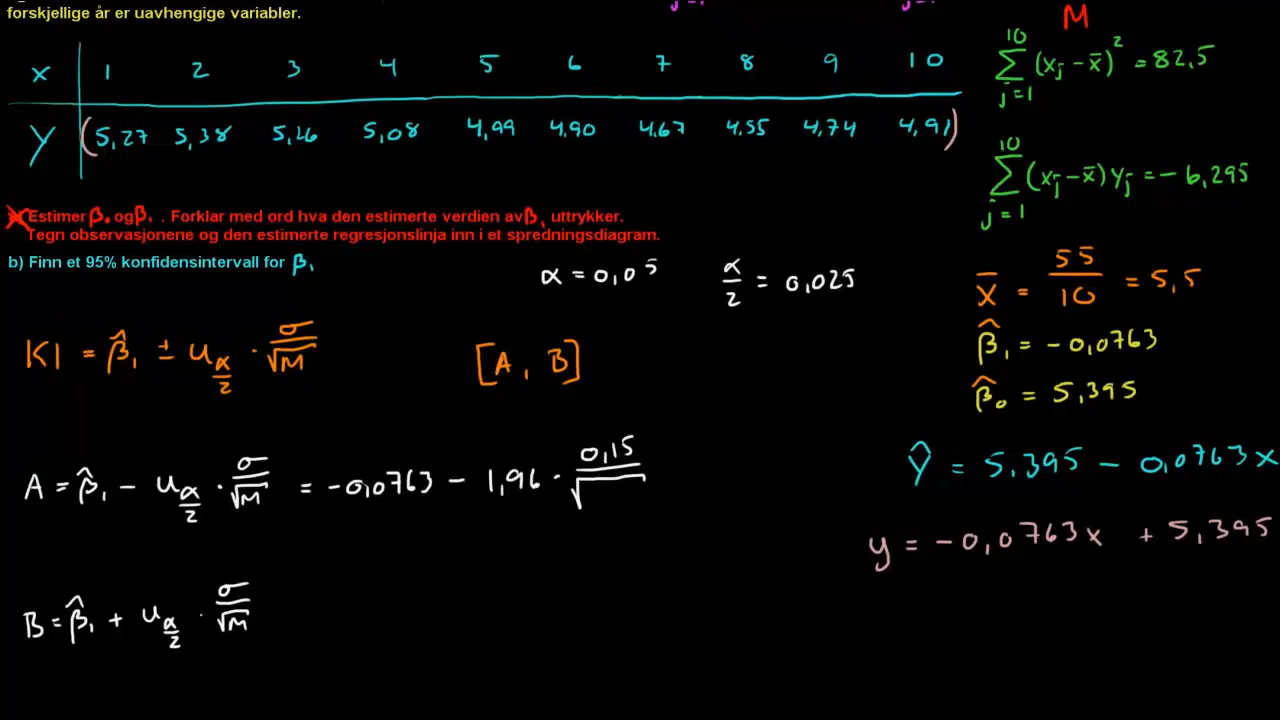 forskjellige år er uavhengige variabler.
x 1 2 3 4 5 6 7 8 9 10
Y (5,27 5,38 5,26 5,08 4,99 4,90 4,67 4,55 4,74 4,91)
M
10
∑ (xⱼ - x̄)² = 82,5
j=1
10
∑ (xⱼ - x̄) Yⱼ = - 6,295
j=1
Estimer β₀ og β₁ . Forklar med ord hva den estimerte verdien av β₁ uttrykker.
Tegn observasjonene og den estimerte regresjonslinja inn i et spredningsdiagram.
b) Finn et 95% konfidensintervall for β₁
α = 0,05 α/2 = 0,025
x̄ = 55/10 = 5,5
KI = β̂₁ ± u_α/2 · σ/√M [A, B]
β̂₁ = - 0,0763
β̂₀ = 5,395
A = β̂₁ - u_α/2 · σ/√M = - 0,0763 - 1,96 · 0,15/√
Ŷ = 5,395 - 0,0763x
y = - 0,0763x + 5,395
B = β̂₁ + u_α/2 · σ/√M